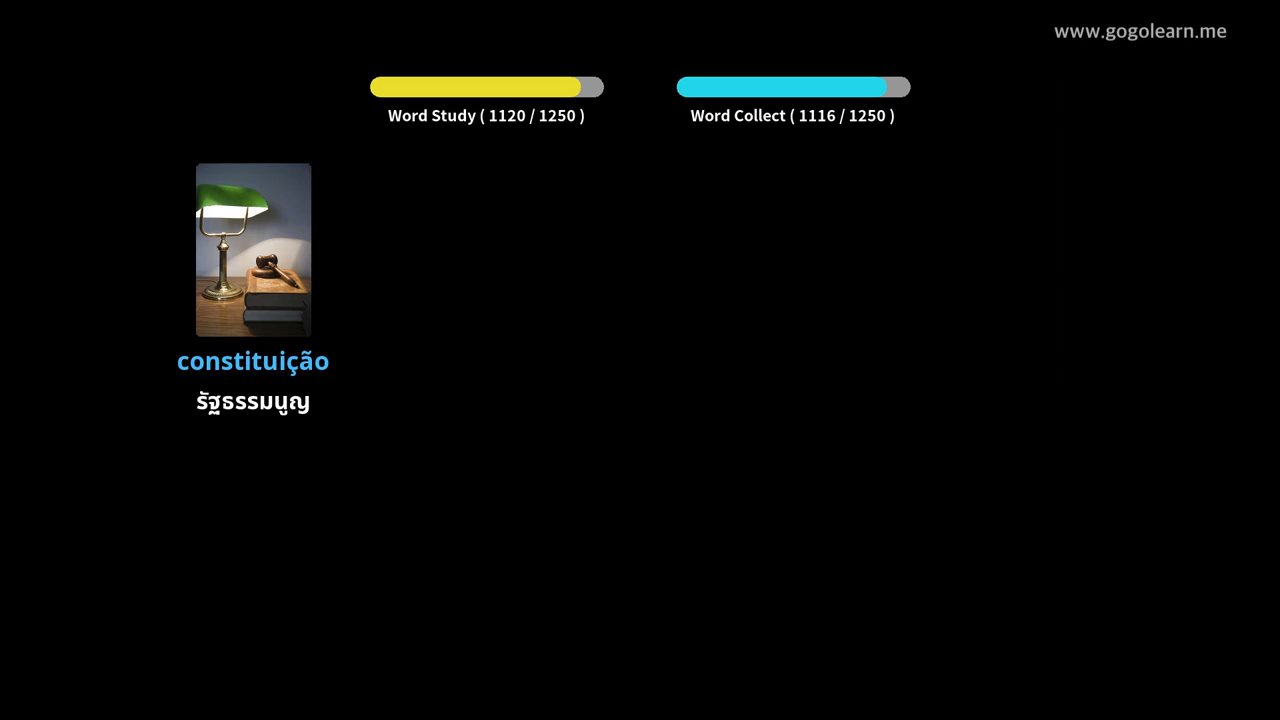 www.gogolearn.me
Word Study ( 1120 / 1250 )
Word Collect ( 1116 / 1250 )
constituição
รัฐธรรมนูญ